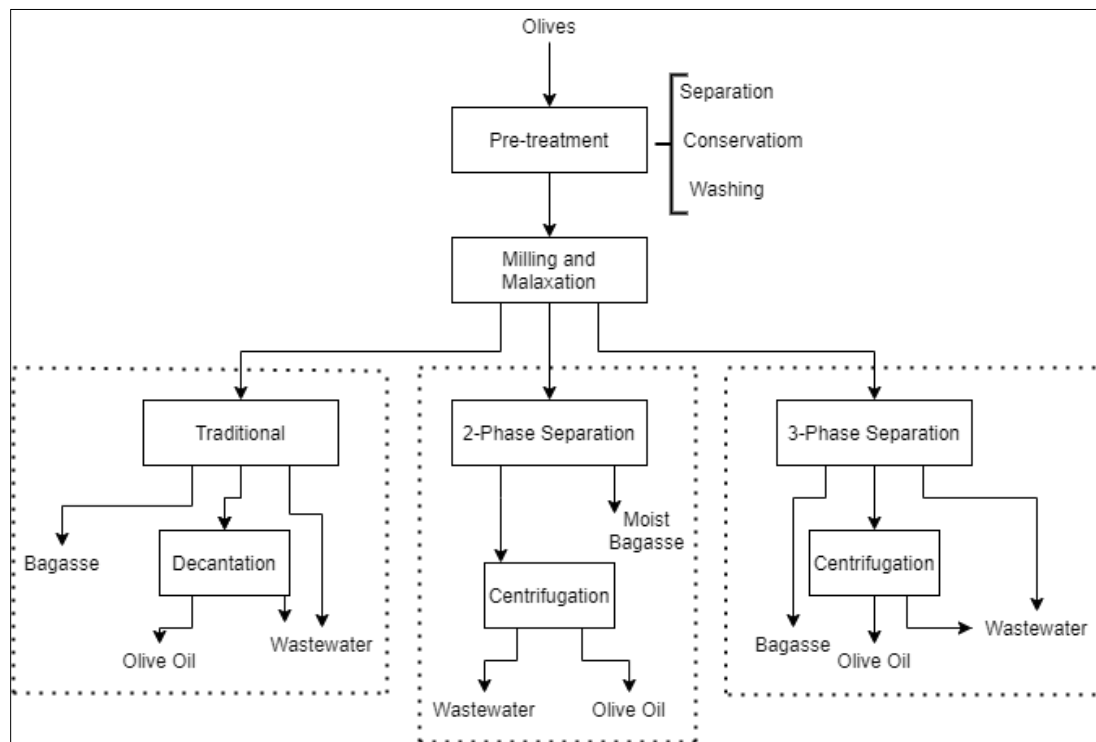 Olives
Pre-treatment
Separation
Conservatiom
Washing
Milling and
Malaxation
Traditional
2-Phase Separation
3-Phase Separation
Bagasse
Decantation
Olive Oil
Wastewater
Moist
Bagasse
Centrifugation
Wastewater
Olive Oil
Centrifugation
Bagasse
Olive Oil
Wastewater